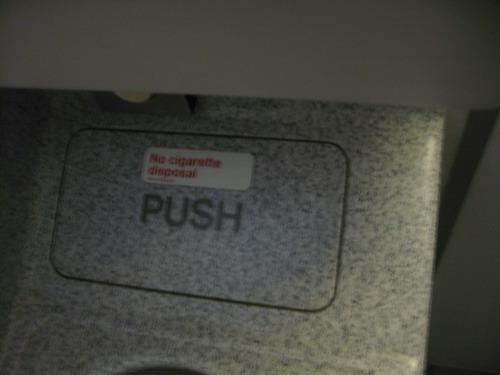 No cigarette
disposal
PUSH